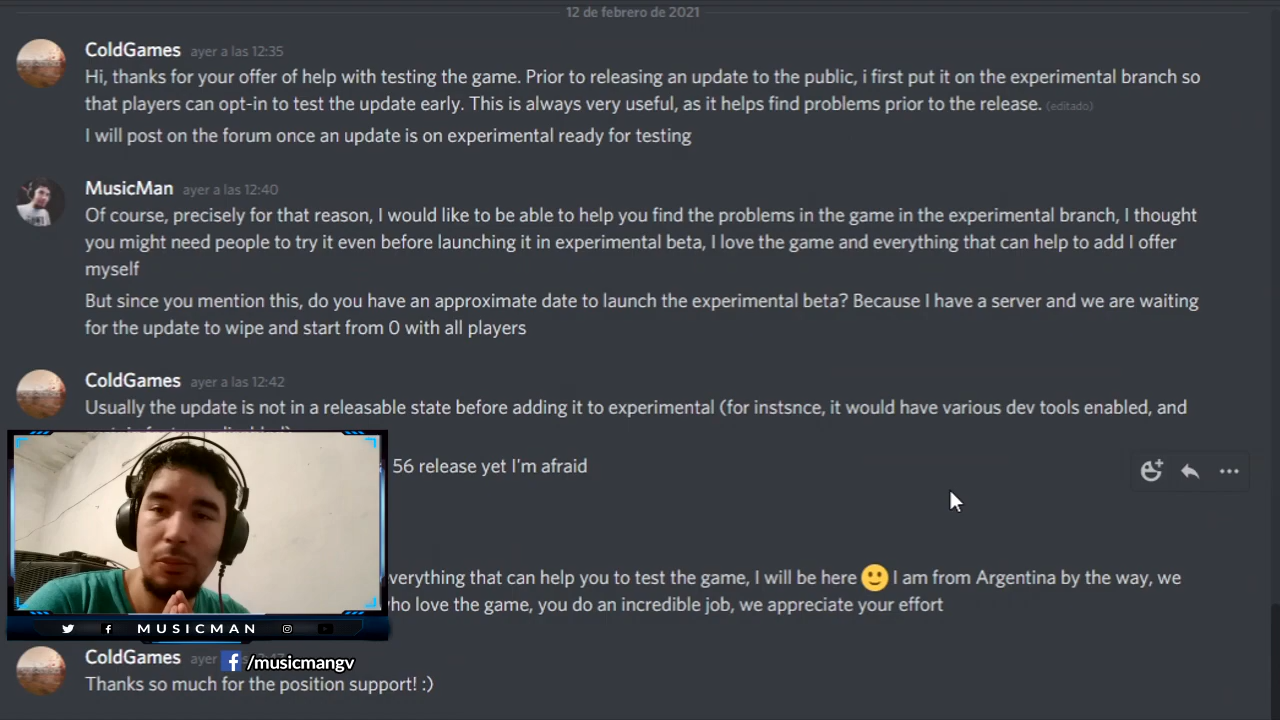 12 de febrero de 2021
ColdGames ayer a las 12:35
Hi, thanks for your offer of help with testing the game. Prior to releasing an update to the public, i first put it on the experimental branch so
that players can opt-in to test the update early. This is always very useful, as it helps find problems prior to the release. (editado)
I will post on the forum once an update is on experimental ready for testing
MusicMan ayer a las 12:40
Of course, precisely for that reason, I would like to be able to help you find the problems in the game in the experimental branch, I thought
you might need people to try it even before launching it in experimental beta, I love the game and everything that can help to add I offer
myself
But since you mention this, do you have an approximate date to launch the experimental beta? Because I have a server and we are waiting
for the update to wipe and start from 0 with all players
ColdGames ayer a las 12:42
Usually the update is not in a releasable state before adding it to experimental (for instsnce, it would have various dev tools enabled, and
56 release yet I'm afraid
verything that can help you to test the game, I will be here 🙂 I am from Argentina by the way, we
ho love the game, you do an incredible job, we appreciate your effort
MUSICMAN
ColdGames ayer
/musicmangv
Thanks so much for the position support! :)